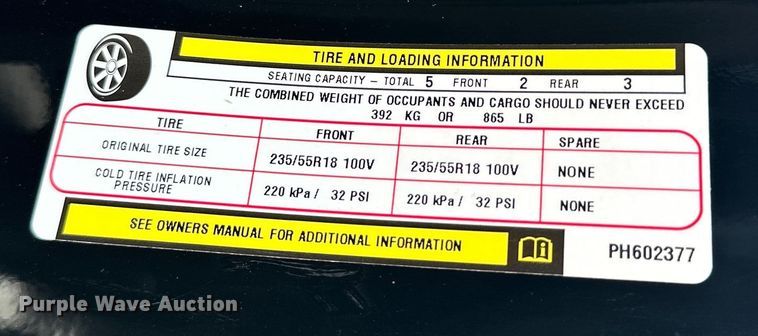 TIRE AND LOADING INFORMATION
SEATING CAPACITY – TOTAL 5 FRONT 2 REAR 3
THE COMBINED WEIGHT OF OCCUPANTS AND CARGO SHOULD NEVER EXCEED
392 KG OR 865 LB
TIRE FRONT REAR SPARE
ORIGINAL TIRE SIZE 235/55R18 100V 235/55R18 100V NONE
COLD TIRE INFLATION
PRESSURE 220 kPa / 32 PSI 220 kPa / 32 PSI NONE
SEE OWNERS MANUAL FOR ADDITIONAL INFORMATION
PH602377
Purple Wave Auction